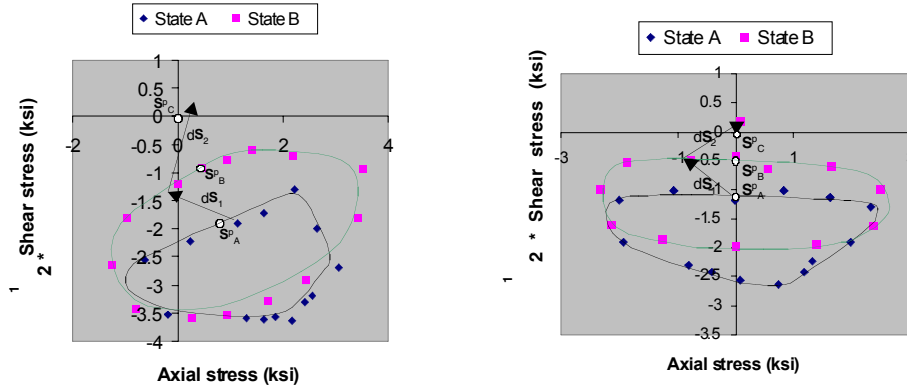 State A State B
1
0.5
0
-0.5
-1
-1.5
-2
-2.5
-3
-3.5
-4
-2 0 2 4
S^P_C
dS_2
S^P_B
dS_1
S^P_A
1
2 * Shear stress (ksi)
Axial stress (ksi)
State A State B
1
0.5
0
-0.5
-1
-1.5
-2
-2.5
-3
-3.5
-3 -1 1
dS_2
S^P_C
S^P_B
dS_1
S^P_A
1
2 * Shear stress (ksi)
Axial stress (ksi)